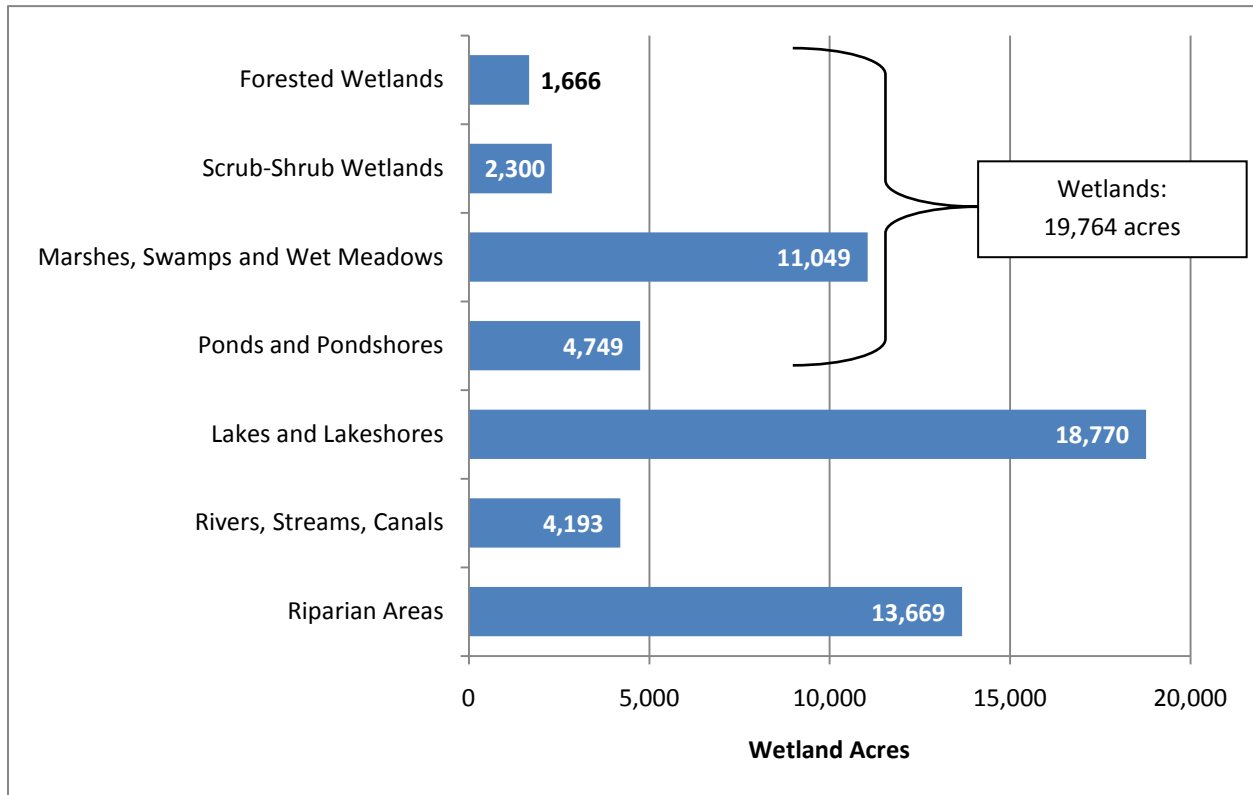 Forested Wetlands
1,666
Scrub-Shrub Wetlands
2,300
Marshes, Swamps and Wet Meadows
11,049
Ponds and Pondshores
4,749
Lakes and Lakeshores
18,770
Rivers, Streams, Canals
4,193
Riparian Areas
13,669
Wetlands:
19,764 acres
0 5,000 10,000 15,000 20,000
Wetland Acres